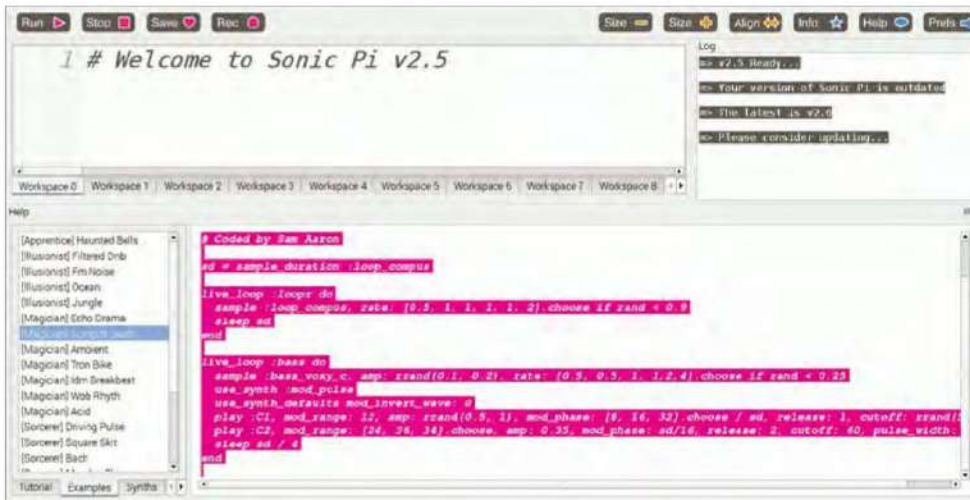 Run Stop Save Rec Size Size Align Info Help Prefs
1 # Welcome to Sonic Pi v2.5
Log
=> v2.5 Ready...
=> Your version of Sonic Pi is outdated
=> The latest is v2.6
=> Please consider updating...
Workspace 0 Workspace 1 Workspace 2 Workspace 3 Workspace 4 Workspace 5 Workspace 6 Workspace 7 Workspace 8
Help
[Apprentice] Haunted Bells
[Illusionist] Filtered Dnb
[Illusionist] Fm Noise
[Illusionist] Ocean
[Illusionist] Jungle
[Magician] Echo Drama
[Magician]
[Magician] Ambient
[Magician] Tron Bike
[Magician] Idm Breakbeat
[Magician] Wob Rhyth
[Magician] Acid
[Sorcerer] Driving Pulse
[Sorcerer] Square Skit
[Sorcerer] Bach
Tutorial Examples Synths
# Coded by Sam Aaron
sd = sample_duration :loop_compus
live_loop :loopr do
sample :loop_compus, rate: [0.5, 1, 1, 1, 1, 2].choose if rand < 0.9
sleep sd
end
live_loop :bass do
sample :bass_voxy_c, amp: rrand(0.1, 0.2), rate: [0.5, 0.5, 1, 1,2,4].choose if rand < 0.25
use_synth :mod_pulse
use_synth_defaults mod_invert_wave: 0
play :C1, mod_range: 12, amp: rrand(0.5, 1), mod_phase: [8, 16, 32].choose / sd, release: 1, cutoff: rrand(
play :C2, mod_range: [24, 36, 34].choose, amp: 0.35, mod_phase: sd/16, release: 2, cutoff: 60, pulse_width:
sleep sd / 4
end